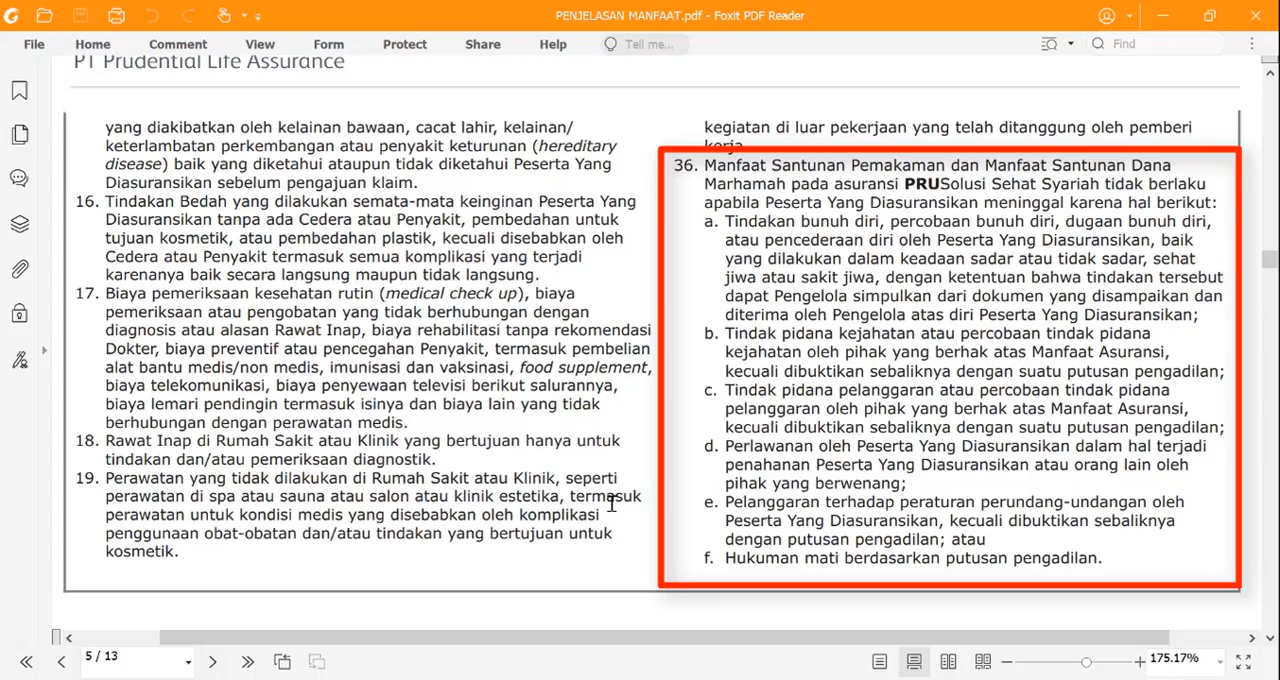 PENJELASAN MANFAAT.pdf - Foxit PDF Reader
File Home Comment View Form Protect Share Help Tell me... Find
PT Prudential Life Assurance
yang diakibatkan oleh kelainan bawaan, cacat lahir, kelainan/
keterlambatan perkembangan atau penyakit keturunan (hereditary
disease) baik yang diketahui ataupun tidak diketahui Peserta Yang
Diasuransikan sebelum pengajuan klaim.
16. Tindakan Bedah yang dilakukan semata-mata keinginan Peserta Yang
Diasuransikan tanpa ada Cedera atau Penyakit, pembedahan untuk
tujuan kosmetik, atau pembedahan plastik, kecuali disebabkan oleh
Cedera atau Penyakit termasuk semua komplikasi yang terjadi
karenanya baik secara langsung maupun tidak langsung.
17. Biaya pemeriksaan kesehatan rutin (medical check up), biaya
pemeriksaan atau pengobatan yang tidak berhubungan dengan
diagnosis atau alasan Rawat Inap, biaya rehabilitasi tanpa rekomendasi
Dokter, biaya preventif atau pencegahan Penyakit, termasuk pembelian
alat bantu medis/non medis, imunisasi dan vaksinasi, food supplement,
biaya telekomunikasi, biaya penyewaan televisi berikut salurannya,
biaya lemari pendingin termasuk isinya dan biaya lain yang tidak
berhubungan dengan perawatan medis.
18. Rawat Inap di Rumah Sakit atau Klinik yang bertujuan hanya untuk
tindakan dan/atau pemeriksaan diagnostik.
19. Perawatan yang tidak dilakukan di Rumah Sakit atau Klinik, seperti
perawatan di spa atau sauna atau salon atau klinik estetika, termasuk
perawatan untuk kondisi medis yang disebabkan oleh komplikasi
penggunaan obat-obatan dan/atau tindakan yang bertujuan untuk
kosmetik.
kegiatan di luar pekerjaan yang telah ditanggung oleh pemberi
kerja.
36. Manfaat Santunan Pemakaman dan Manfaat Santunan Dana
Marhamah pada asuransi PRUSolusi Sehat Syariah tidak berlaku
apabila Peserta Yang Diasuransikan meninggal karena hal berikut:
a. Tindakan bunuh diri, percobaan bunuh diri, dugaan bunuh diri,
atau pencederaan diri oleh Peserta Yang Diasuransikan, baik
yang dilakukan dalam keadaan sadar atau tidak sadar, sehat
jiwa atau sakit jiwa, dengan ketentuan bahwa tindakan tersebut
dapat Pengelola simpulkan dari dokumen yang disampaikan dan
diterima oleh Pengelola atas diri Peserta Yang Diasuransikan;
b. Tindak pidana kejahatan atau percobaan tindak pidana
kejahatan oleh pihak yang berhak atas Manfaat Asuransi,
kecuali dibuktikan sebaliknya dengan suatu putusan pengadilan;
c. Tindak pidana pelanggaran atau percobaan tindak pidana
pelanggaran oleh pihak yang berhak atas Manfaat Asuransi,
kecuali dibuktikan sebaliknya dengan suatu putusan pengadilan;
d. Perlawanan oleh Peserta Yang Diasuransikan dalam hal terjadi
penahanan Peserta Yang Diasuransikan atau orang lain oleh
pihak yang berwenang;
e. Pelanggaran terhadap peraturan perundang-undangan oleh
Peserta Yang Diasuransikan, kecuali dibuktikan sebaliknya
dengan putusan pengadilan; atau
f. Hukuman mati berdasarkan putusan pengadilan.
5 / 13
175.17%